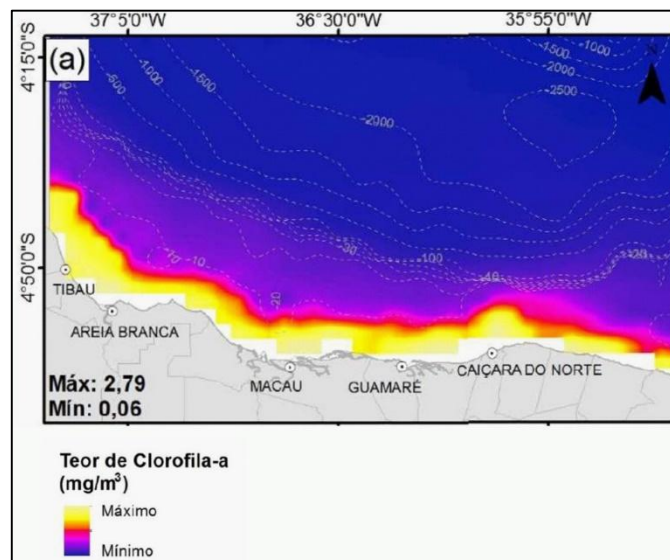 37°5'0"W 36°30'0"W 35°55'0"W
(a)
4°15'0"S
4°50'0"S
N
-500
-1000
-1500
-2000
-1500
-1000
-2000
-2500
-10
-10
-20
-30
-100
-40
-20
TIBAU
AREIA BRANCA
MACAU
GUAMARÉ
CAIÇARA DO NORTE
Máx: 2,79
Mín: 0,06
Teor de Clorofila-a
(mg/m³)
Máximo
Mínimo